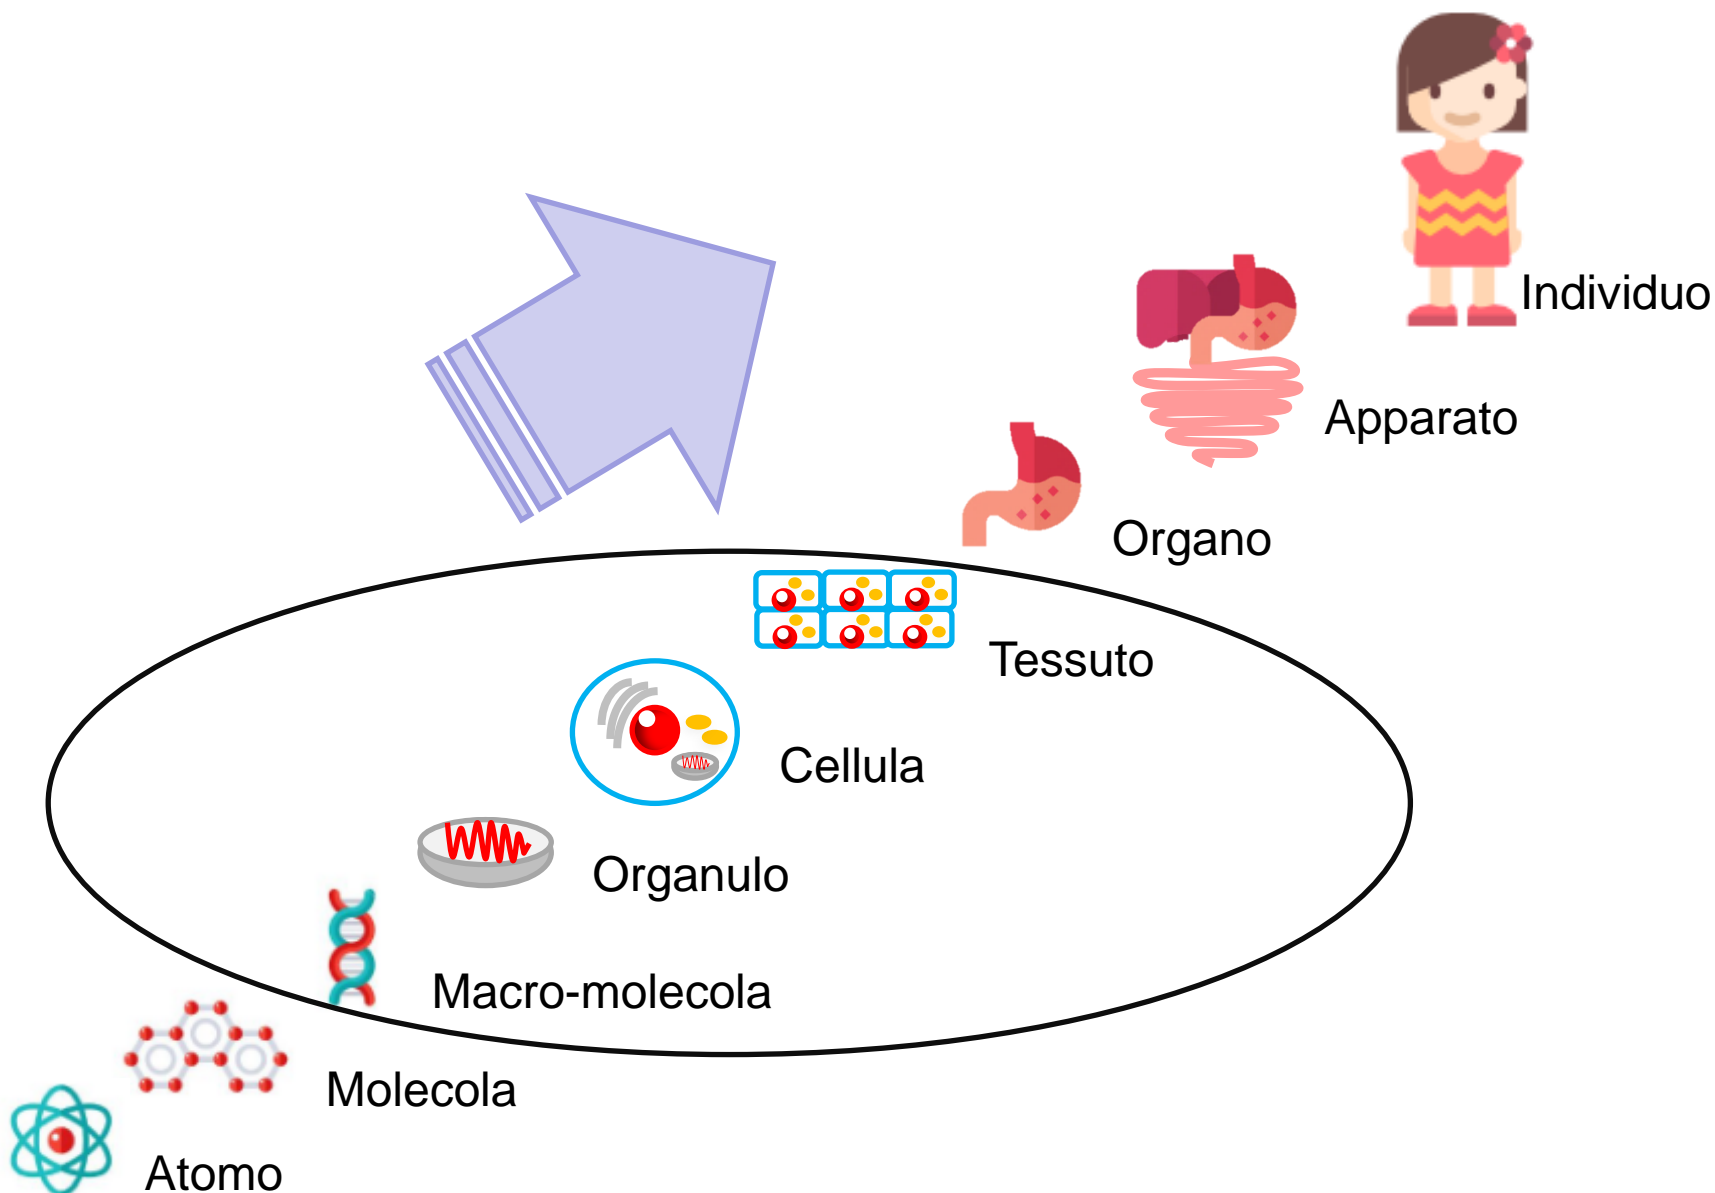 Individuo
Apparato
Organo
Tessuto
Cellula
Organulo
Macro-molecola
Molecola
Atomo